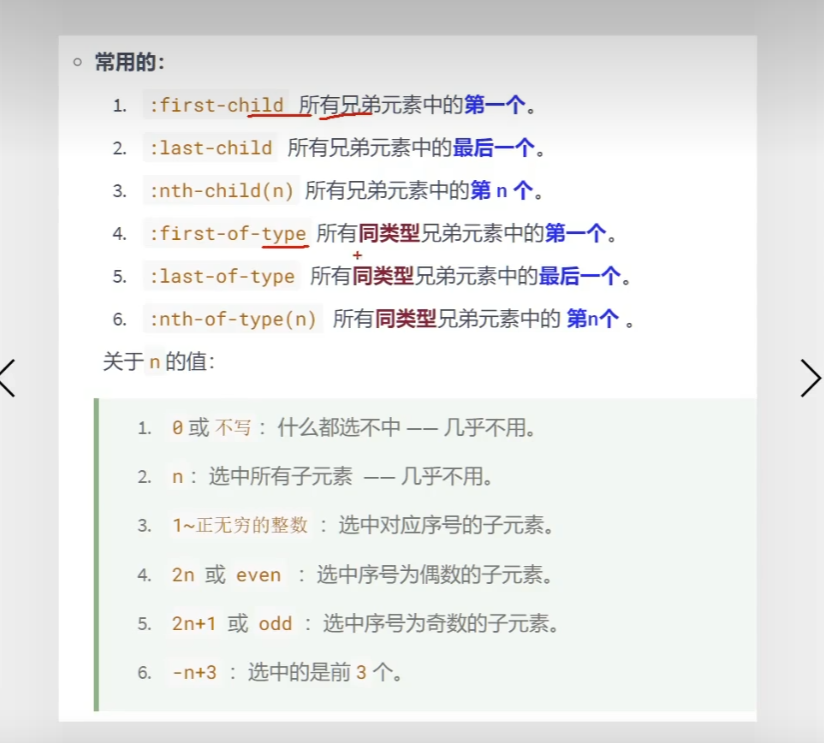 常用的：
1. :first-child 所有兄弟元素中的第一个。
2. :last-child 所有兄弟元素中的最后一个。
3. :nth-child(n) 所有兄弟元素中的第 n 个。
4. :first-of-type 所有同类型兄弟元素中的第一个。
5. :last-of-type 所有同类型兄弟元素中的最后一个。
6. :nth-of-type(n) 所有同类型兄弟元素中的 第n个 。
关于 n 的值：
1. 0 或 不写 ：什么都选不中 —— 几乎不用。
2. n ：选中所有子元素 —— 几乎不用。
3. 1~正无穷的整数 ：选中对应序号的子元素。
4. 2n 或 even ：选中序号为偶数的子元素。
5. 2n+1 或 odd ：选中序号为奇数的子元素。
6. -n+3 ：选中的是前 3 个。